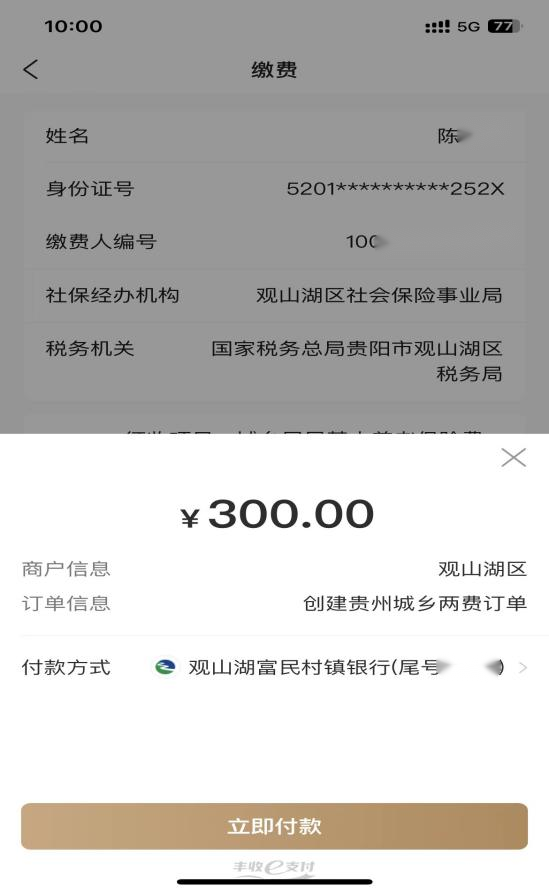 10:00 5G 77
缴费
姓名 陈
身份证号 5201**********252X
缴费人编号 100
社保经办机构 观山湖区社会保险事业局
税务机关 国家税务总局贵阳市观山湖区
税务局
¥300.00
商户信息 观山湖区
订单信息 创建贵州城乡两费订单
付款方式 观山湖富民村镇银行(尾号 )
立即付款
丰收e支付